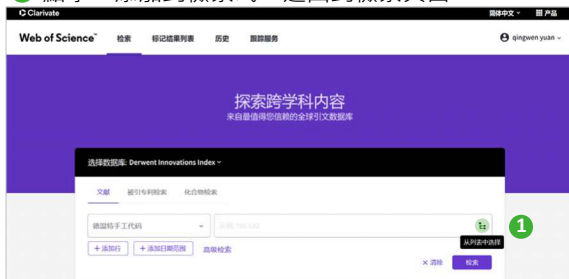 Clarivate 简体中文 产品
Web of Science™ 检索 标记结果列表 历史 跟踪服务 qingwen yuan
探索跨学科内容
来自最值得您信赖的全球引文数据库
选择数据库: Derwent Innovations Index
文献 被引专利检索 化合物检索
德温特手工代码
1
从列表中选择
+ 添加行 + 添加日期范围 高级检索
× 清除 检索